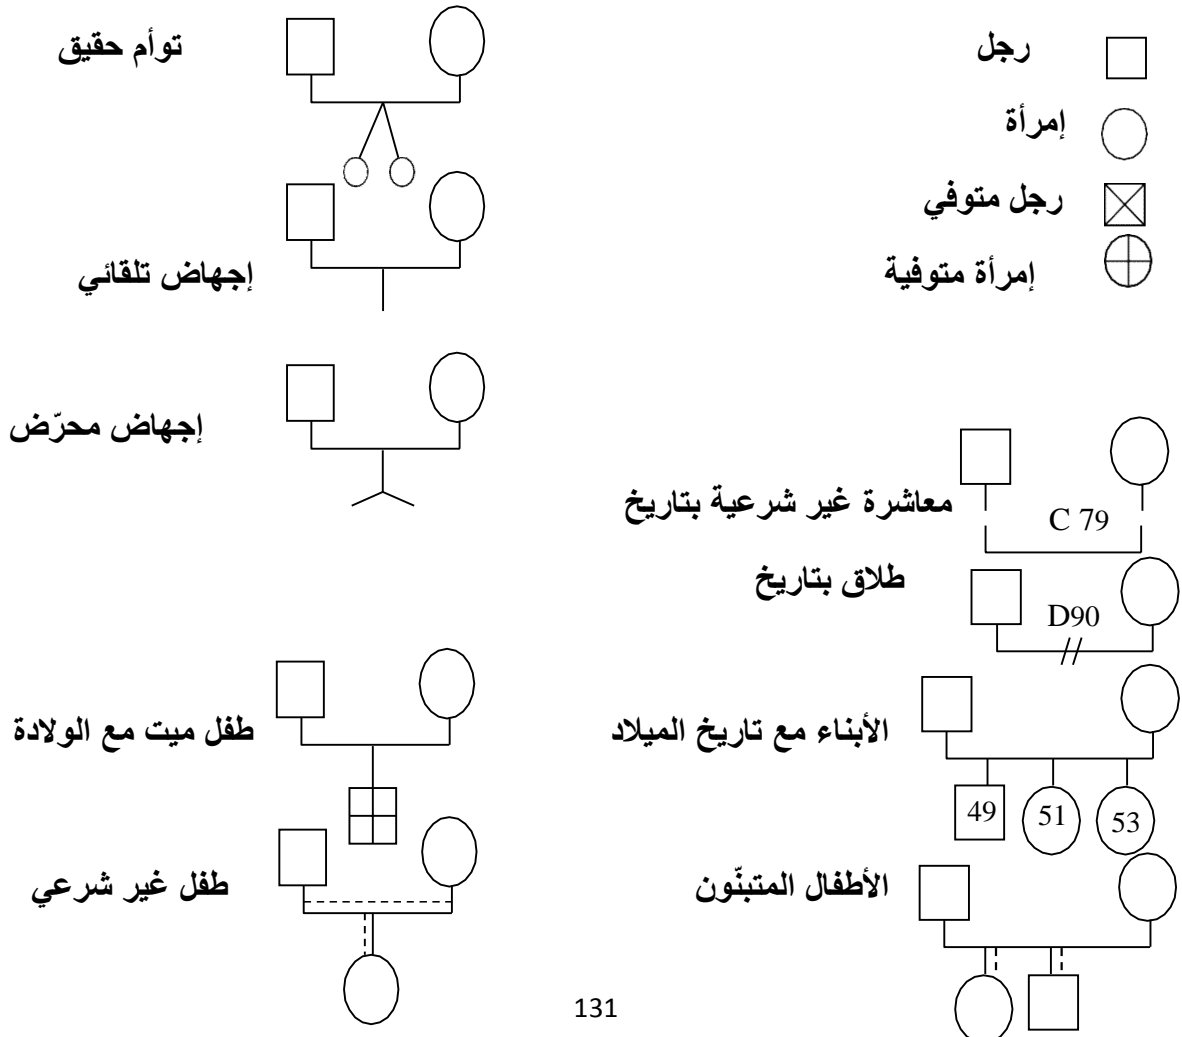 رجل
إمرأة
رجل متوفي
إمرأة متوفية
معاشرة غير شرعية بتاريخ
C 79
طلاق بتاريخ
D90
الأبناء مع تاريخ الميلاد
49 51 53
الأطفال المتبنّون
توأم حقيق
إجهاض تلقائي
إجهاض محرّض
طفل ميت مع الولادة
طفل غير شرعي
131